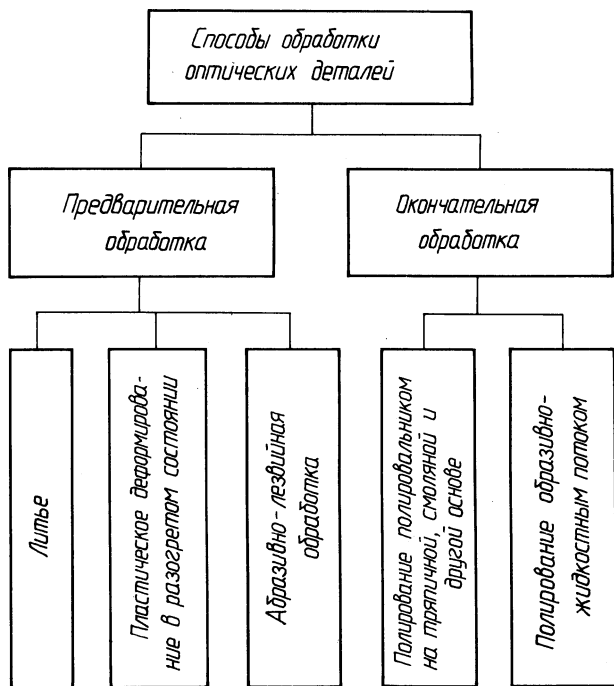 Способы обработки
оптических деталей
Предварительная
обработка
Окончательная
обработка
Литье
Пластическое деформирова-
ние в разогретом состоянии
Абразивно-лезвийная
обработка
Полирование полировальником
на тряпичной, смоляной и
другой основе
Полирование образивно-
жидкостным потоком